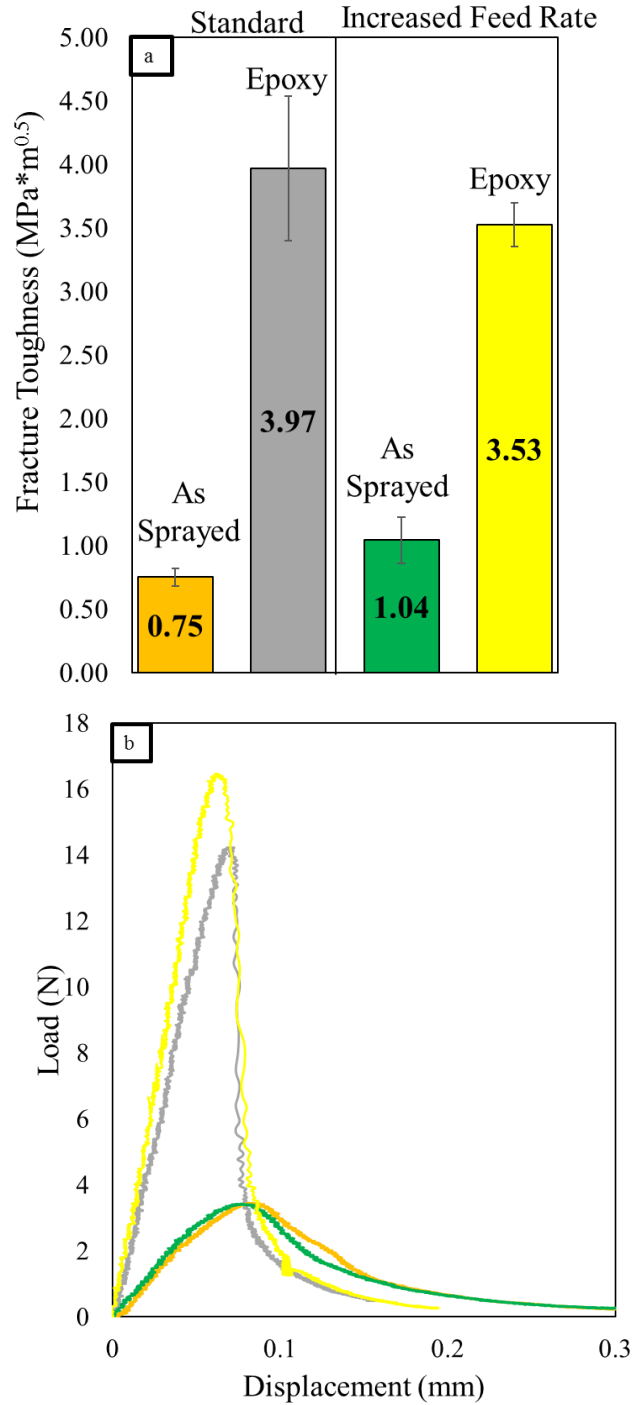 Standard
Increased Feed Rate
a
Fracture Toughness (MPa*m0.5)
5.00
4.50
4.00
3.50
3.00
2.50
2.00
1.50
1.00
0.50
0.00
Epoxy
Epoxy
As
Sprayed
As
Sprayed
0.75
3.97
1.04
3.53
b
Load (N)
18
16
14
12
10
8
6
4
2
0
0
0.1
0.2
0.3
Displacement (mm)